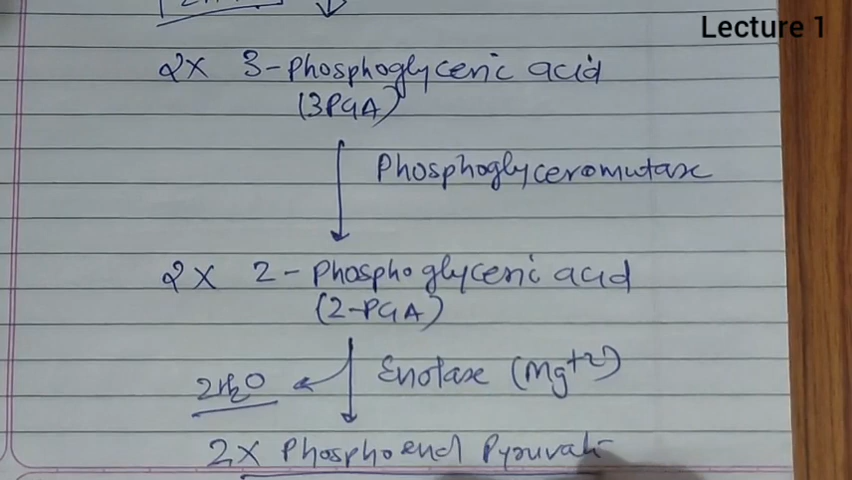 Lecture 1
2x 3-Phosphoglyceric acid
(3PGA)
Phosphoglyceromutase
2x 2-Phosphoglyceric acid
(2-PGA)
2H2O Enolase (Mg+2)
2x Phosphoenol Pyruvate